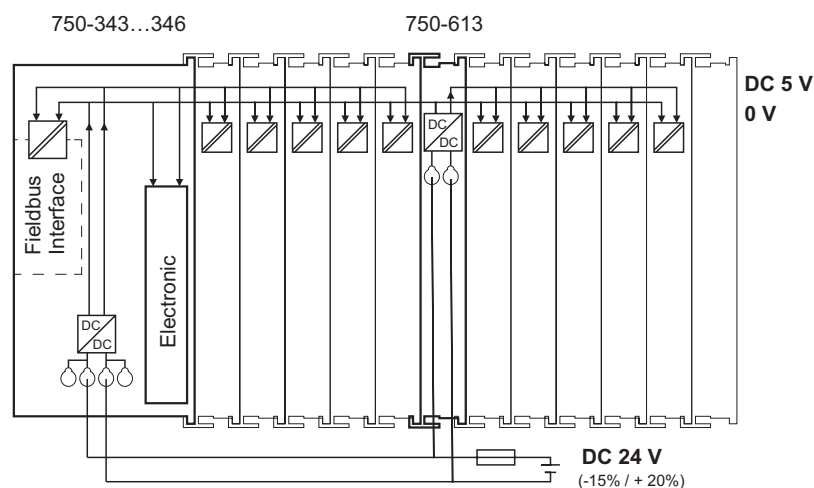 750-343...346
750-613
DC 5 V
0 V
DC
DC
Fieldbus
Interface
Electronic
DC
DC
DC 24 V
(-15% / + 20%)